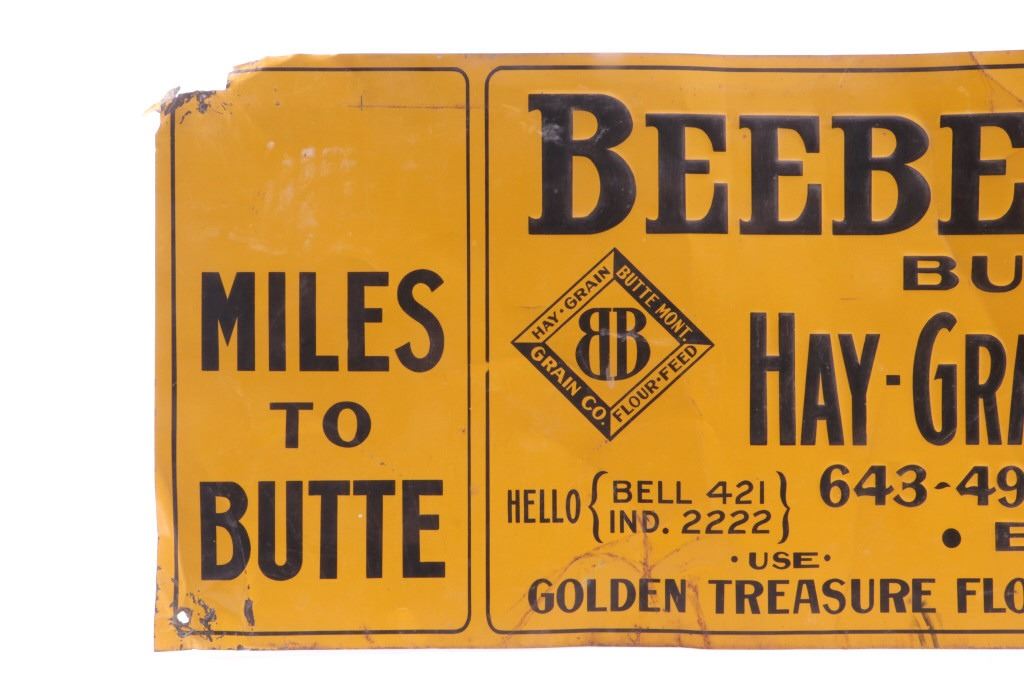 MILES
TO
BUTTE
BEEBE
BU
HAY·GRAIN
BUTTE MONT.
BB
GRAIN CO.
FLOUR·FEED
HAY-GRA
HELLO { BELL 421 }
IND. 2222
643-49
• E
·USE·
GOLDEN TREASURE FLO